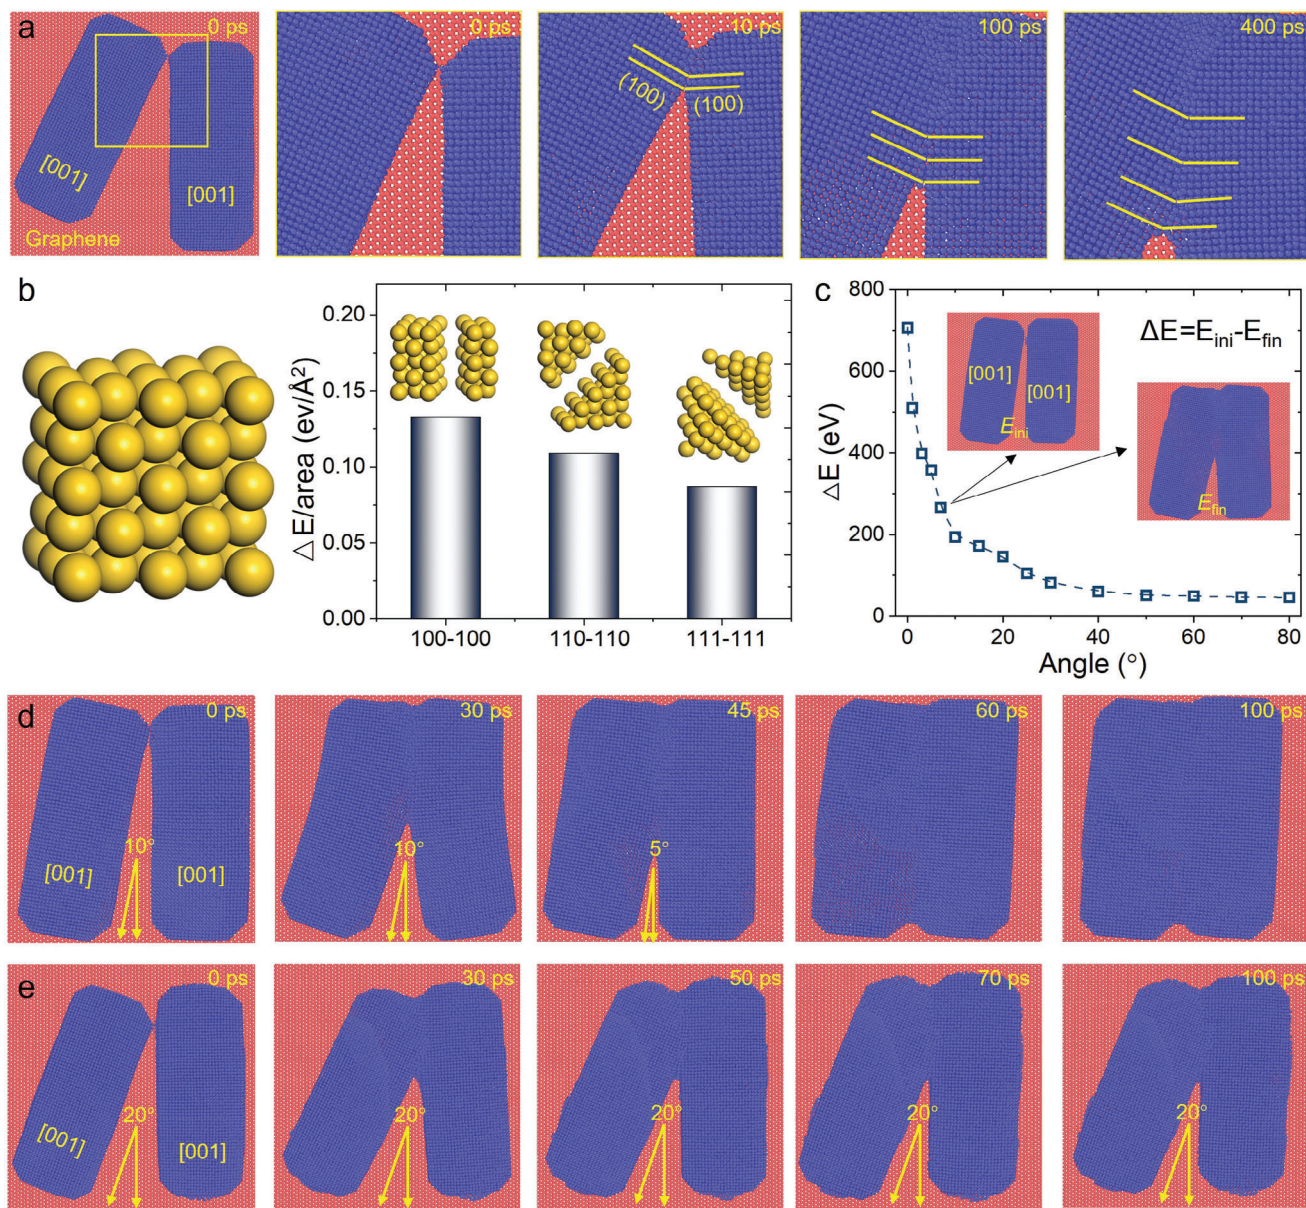 a
0 ps
[001]
[001]
Graphene
0 ps
10 ps
(100)
(100)
100 ps
400 ps
b
△E/area (ev/Å²)
0.20
0.15
0.10
0.05
0.00
100-100
110-110
111-111
c
△E (eV)
800
600
400
200
0
0
20
40
60
80
Angle (°)
ΔE=E_ini-E_fin
[001]
[001]
E_ini
E_fin
d
0 ps
10°
[001]
[001]
30 ps
10°
45 ps
5°
60 ps
100 ps
e
0 ps
20°
[001]
[001]
30 ps
20°
50 ps
20°
70 ps
20°
100 ps
20°